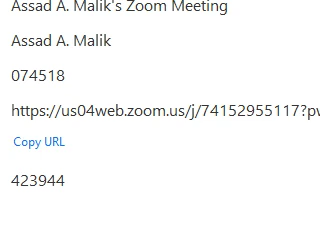 Assad A. Malik's Zoom Meeting
Assad A. Malik
074518
https://us04web.zoom.us/j/74152955117?pw
Copy URL
423944